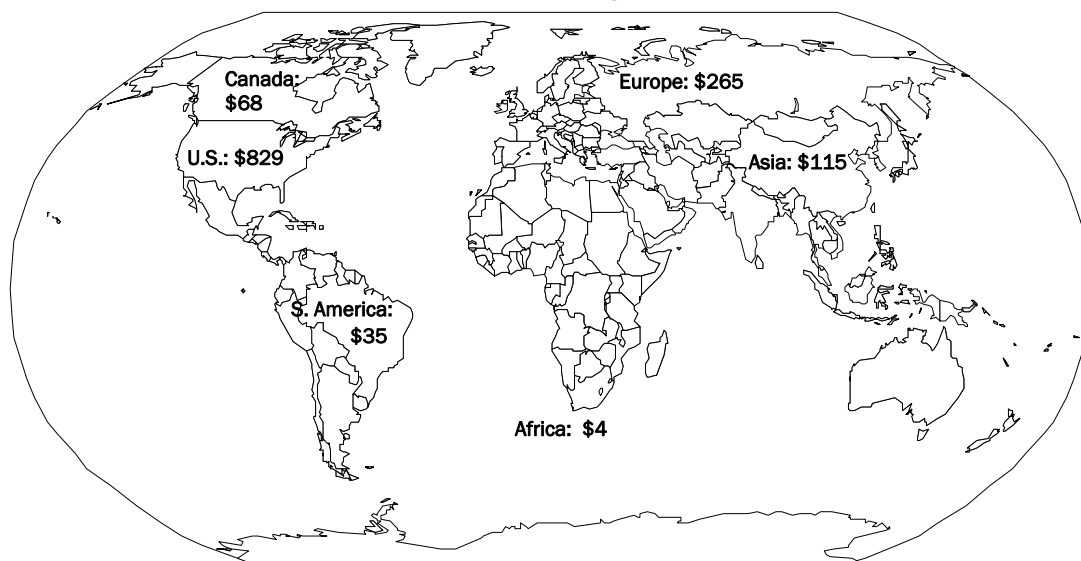 Canada:
$68
Europe: $265
U.S.: $829
Asia: $115
S. America:
$35
Africa: $4